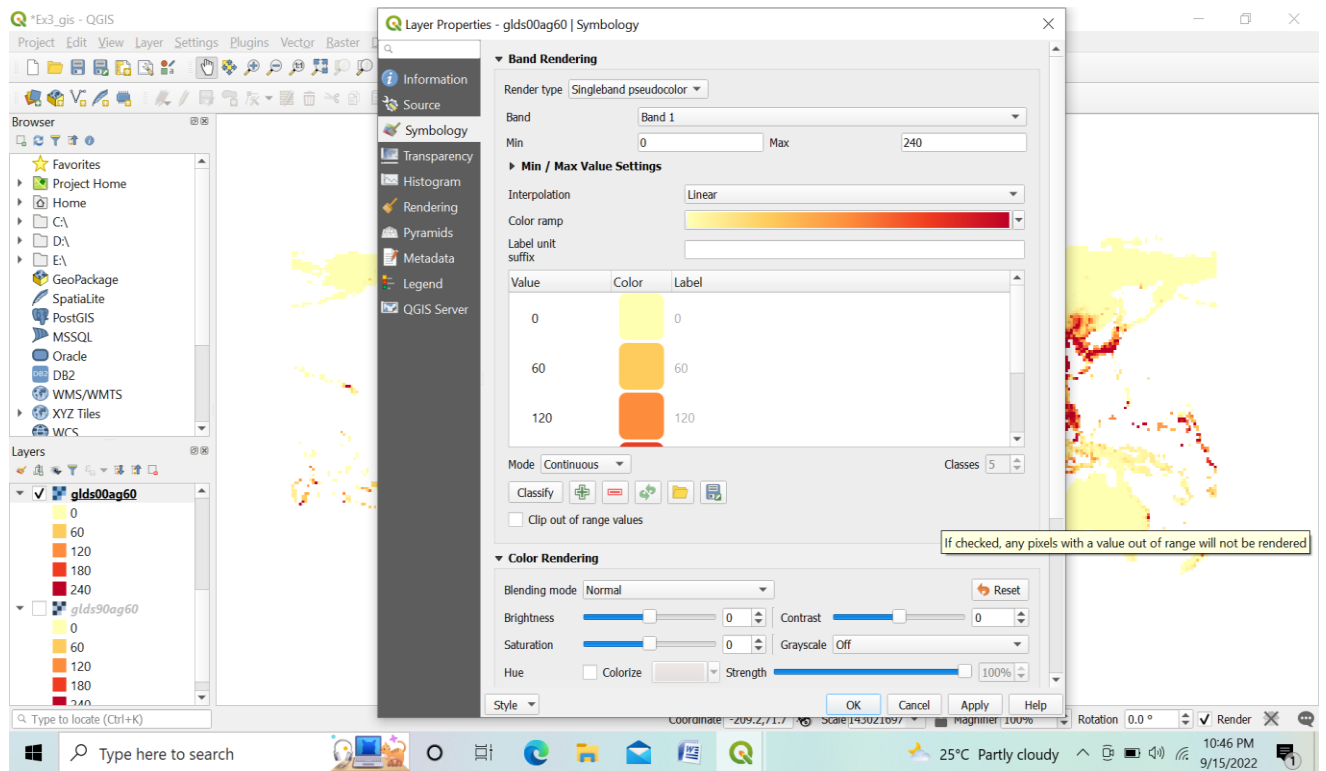 *Ex3_gis - QGIS
Project Edit View Layer Settings Plugins Vector Raster
Browser
Favorites
Project Home
Home
C:\
D:\
E:\
GeoPackage
SpatiaLite
PostGIS
MSSQL
Oracle
DB2
DB2
WMS/WMTS
XYZ Tiles
WCS
Layers
glds00ag60
0
60
120
180
240
glds90ag60
0
60
120
180
240
Type to locate (Ctrl+K)
Layer Properties - glds00ag60 | Symbology
Information
Source
Symbology
Transparency
Histogram
Rendering
Pyramids
Metadata
Legend
QGIS Server
Band Rendering
Render type Singleband pseudocolor
Band Band 1
Min 0 Max 240
Min / Max Value Settings
Interpolation Linear
Color ramp
Label unit
suffix
Value Color Label
0 0
60 60
120 120
Mode Continuous Classes 5
Classify
Clip out of range values
If checked, any pixels with a value out of range will not be rendered
Color Rendering
Blending mode Normal Reset
Brightness 0 Contrast 0
Saturation 0 Grayscale Off
Hue Colorize Strength 100%
Style OK Cancel Apply Help
Coordinate -209.2,71.7 Scale 143021697 Magnifier 100% Rotation 0.0 ° Render
Type here to search
25°C Partly cloudy
10:46 PM
9/15/2022
1